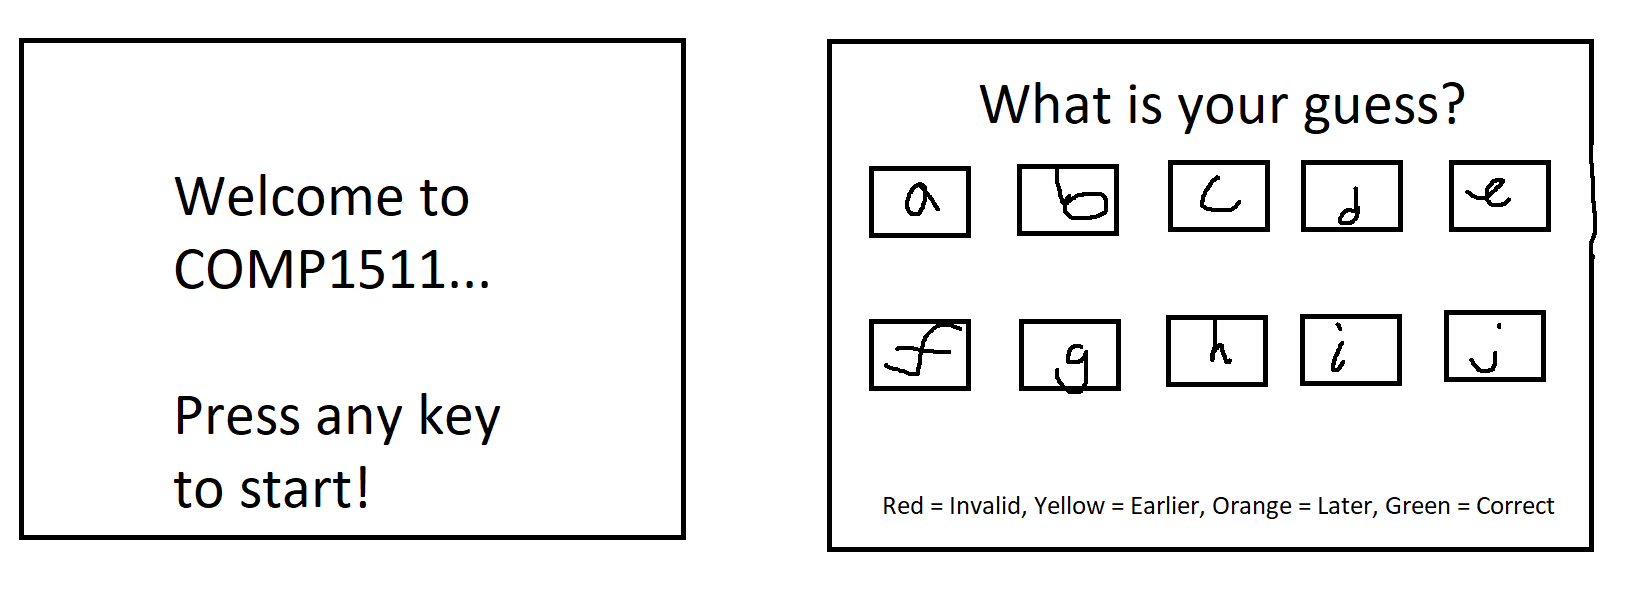 Welcome to
COMP1511...
Press any key
to start!
What is your guess?
a b c d e
f g h i j
Red = Invalid, Yellow = Earlier, Orange = Later, Green = Correct